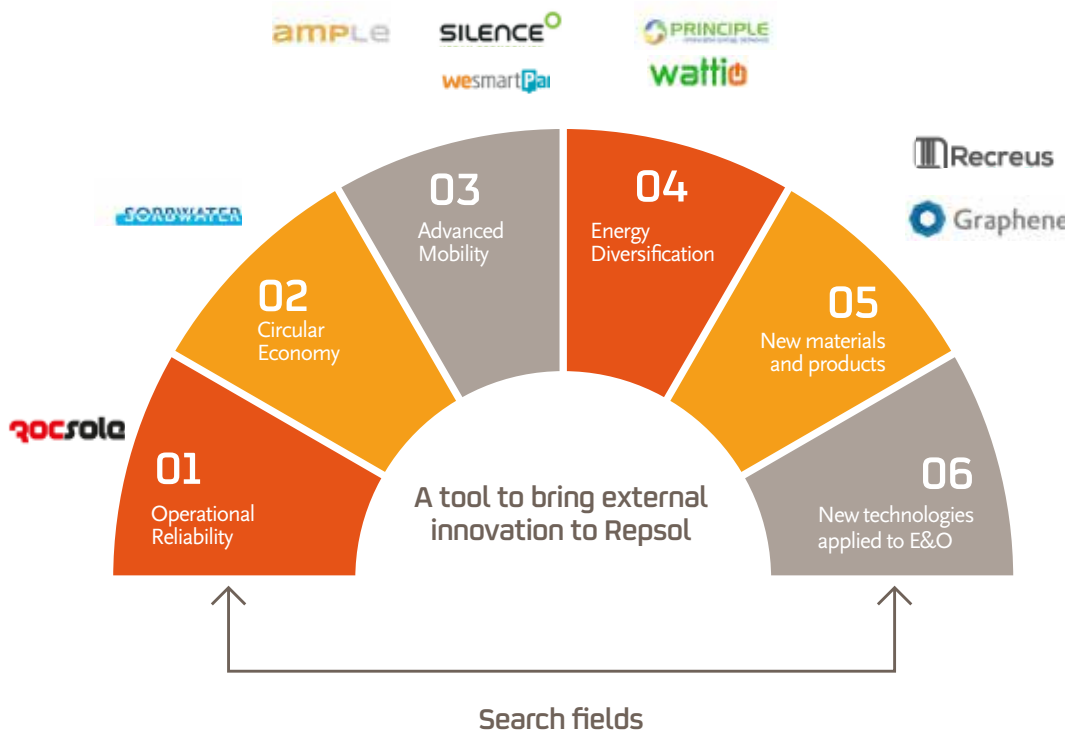 amPLe
SILENCE
PRINCIPLE
wesmartPar
wattio
Recreus
SORBWATER
Graphene
03
Advanced
Mobility
04
Energy
Diversification
02
Circular
Economy
05
New materials
and products
rocsole
01
Operational
Reliability
A tool to bring external
innovation to Repsol
06
New technologies
applied to E&O
Search fields